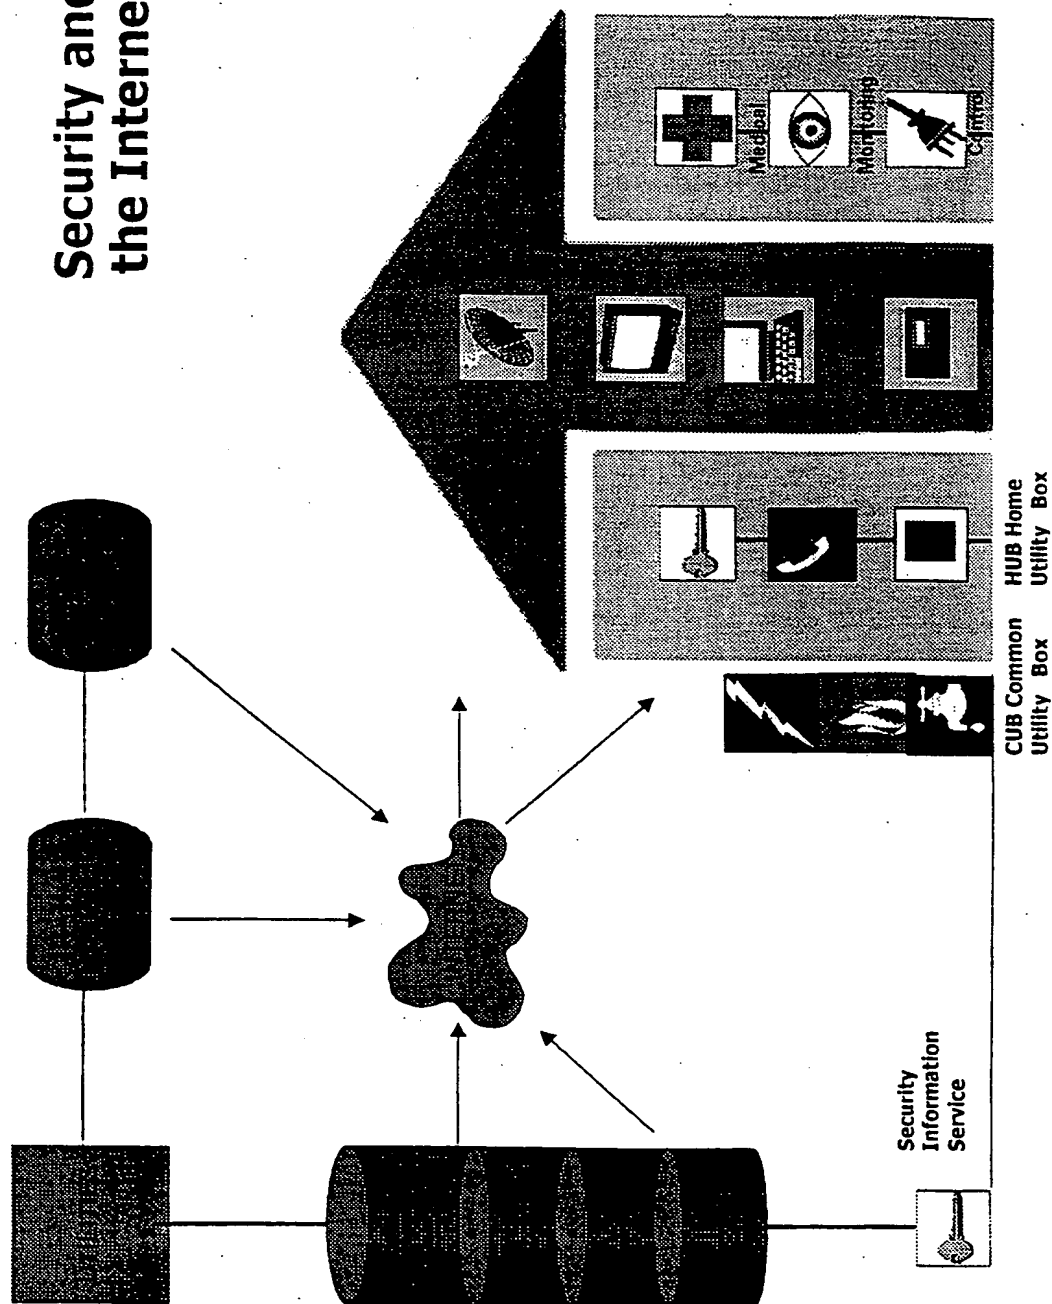 Security and
the Interne
Medical
Monitoring
Control
HUB Home
Utility Box
CUB Common
Utility Box
Security
Information
Service